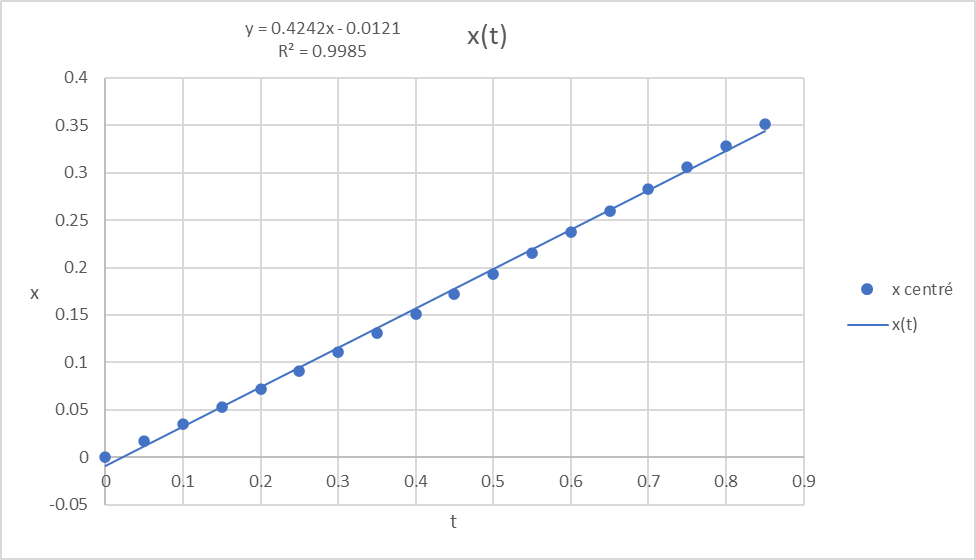 y = 0.4242x - 0.0121
R² = 0.9985
x(t)
0.4
0.35
0.3
0.25
0.2
0.15
0.1
0.05
0
-0.05
x
0 0.1 0.2 0.3 0.4 0.5 0.6 0.7 0.8 0.9
t
x centré
x(t)